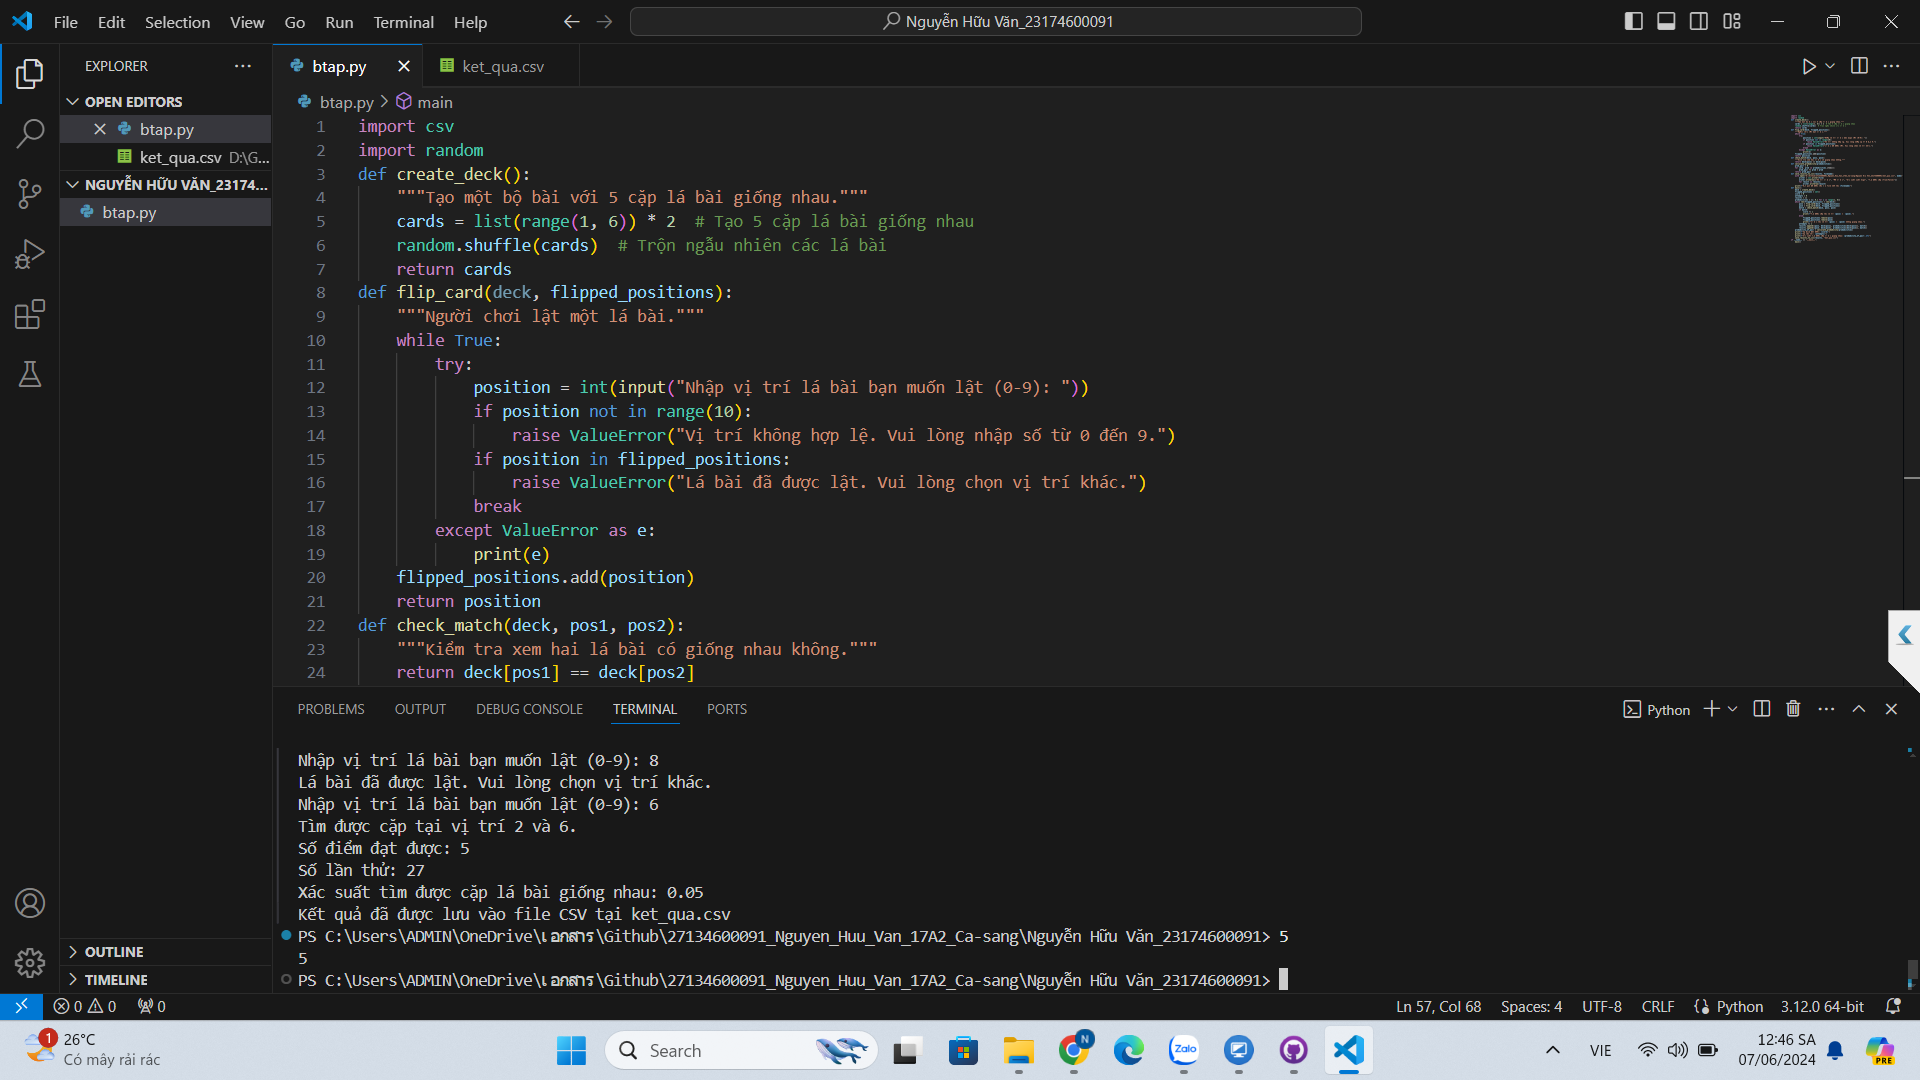 File Edit Selection View Go Run Terminal Help
Nguyễn Hữu Văn_23174600091
EXPLORER
OPEN EDITORS
btap.py
ket_qua.csv D:\G...
NGUYỄN HỮU VĂN_23174...
btap.py
OUTLINE
TIMELINE
btap.py ket_qua.csv
btap.py > main
1 import csv
2 import random
3 def create_deck():
4 """Tạo một bộ bài với 5 cặp lá bài giống nhau."""
5 cards = list(range(1, 6)) * 2 # Tạo 5 cặp lá bài giống nhau
6 random.shuffle(cards) # Trộn ngẫu nhiên các lá bài
7 return cards
8 def flip_card(deck, flipped_positions):
9 """Người chơi lật một lá bài."""
10 while True:
11 try:
12 position = int(input("Nhập vị trí lá bài bạn muốn lật (0-9): "))
13 if position not in range(10):
14 raise ValueError("Vị trí không hợp lệ. Vui lòng nhập số từ 0 đến 9.")
15 if position in flipped_positions:
16 raise ValueError("Lá bài đã được lật. Vui lòng chọn vị trí khác.")
17 break
18 except ValueError as e:
19 print(e)
20 flipped_positions.add(position)
21 return position
22 def check_match(deck, pos1, pos2):
23 """Kiểm tra xem hai lá bài có giống nhau không."""
24 return deck[pos1] == deck[pos2]
PROBLEMS OUTPUT DEBUG CONSOLE TERMINAL PORTS
Python
Nhập vị trí lá bài bạn muốn lật (0-9): 8
Lá bài đã được lật. Vui lòng chọn vị trí khác.
Nhập vị trí lá bài bạn muốn lật (0-9): 6
Tìm được cặp tại vị trí 2 và 6.
Số điểm đạt được: 5
Số lần thử: 27
Xác suất tìm được cặp lá bài giống nhau: 0.05
Kết quả đã được lưu vào file CSV tại ket_qua.csv
PS C:\Users\ADMIN\OneDrive\เอกสาร\Github\27134600091_Nguyen_Huu_Van_17A2_Ca-sang\Nguyễn Hữu Văn_23174600091> 5
5
PS C:\Users\ADMIN\OneDrive\เอกสาร\Github\27134600091_Nguyen_Huu_Van_17A2_Ca-sang\Nguyễn Hữu Văn_23174600091>
0 0 0
Ln 57, Col 68 Spaces: 4 UTF-8 CRLF Python 3.12.0 64-bit
1 26°C
Có mây rải rác
Search
N
Zalo
VIE
12:46 SA
07/06/2024
PRE